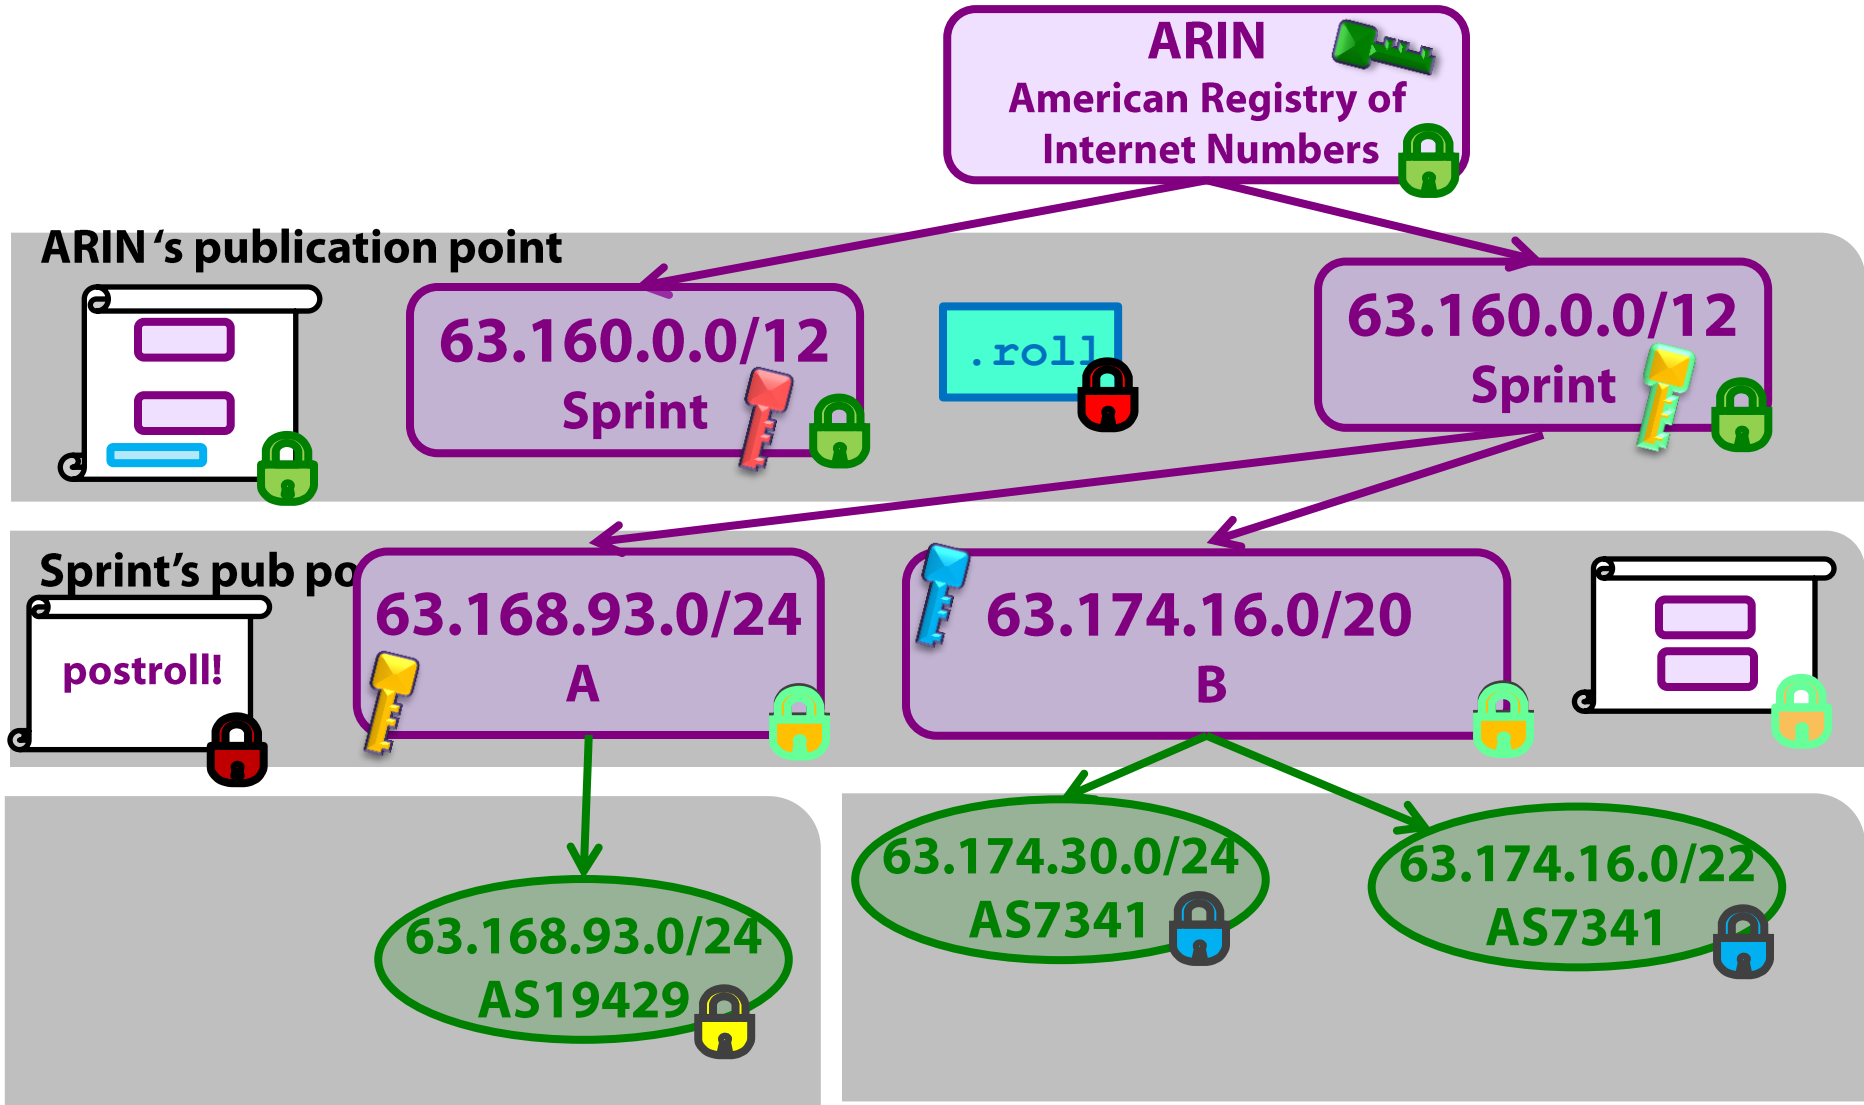 ARIN
American Registry of
Internet Numbers
ARIN‘s publication point
63.160.0.0/12
Sprint
.roll
63.160.0.0/12
Sprint
Sprint’s pub po
postroll!
63.168.93.0/24
A
63.174.16.0/20
B
63.168.93.0/24
AS19429
63.174.30.0/24
AS7341
63.174.16.0/22
AS7341